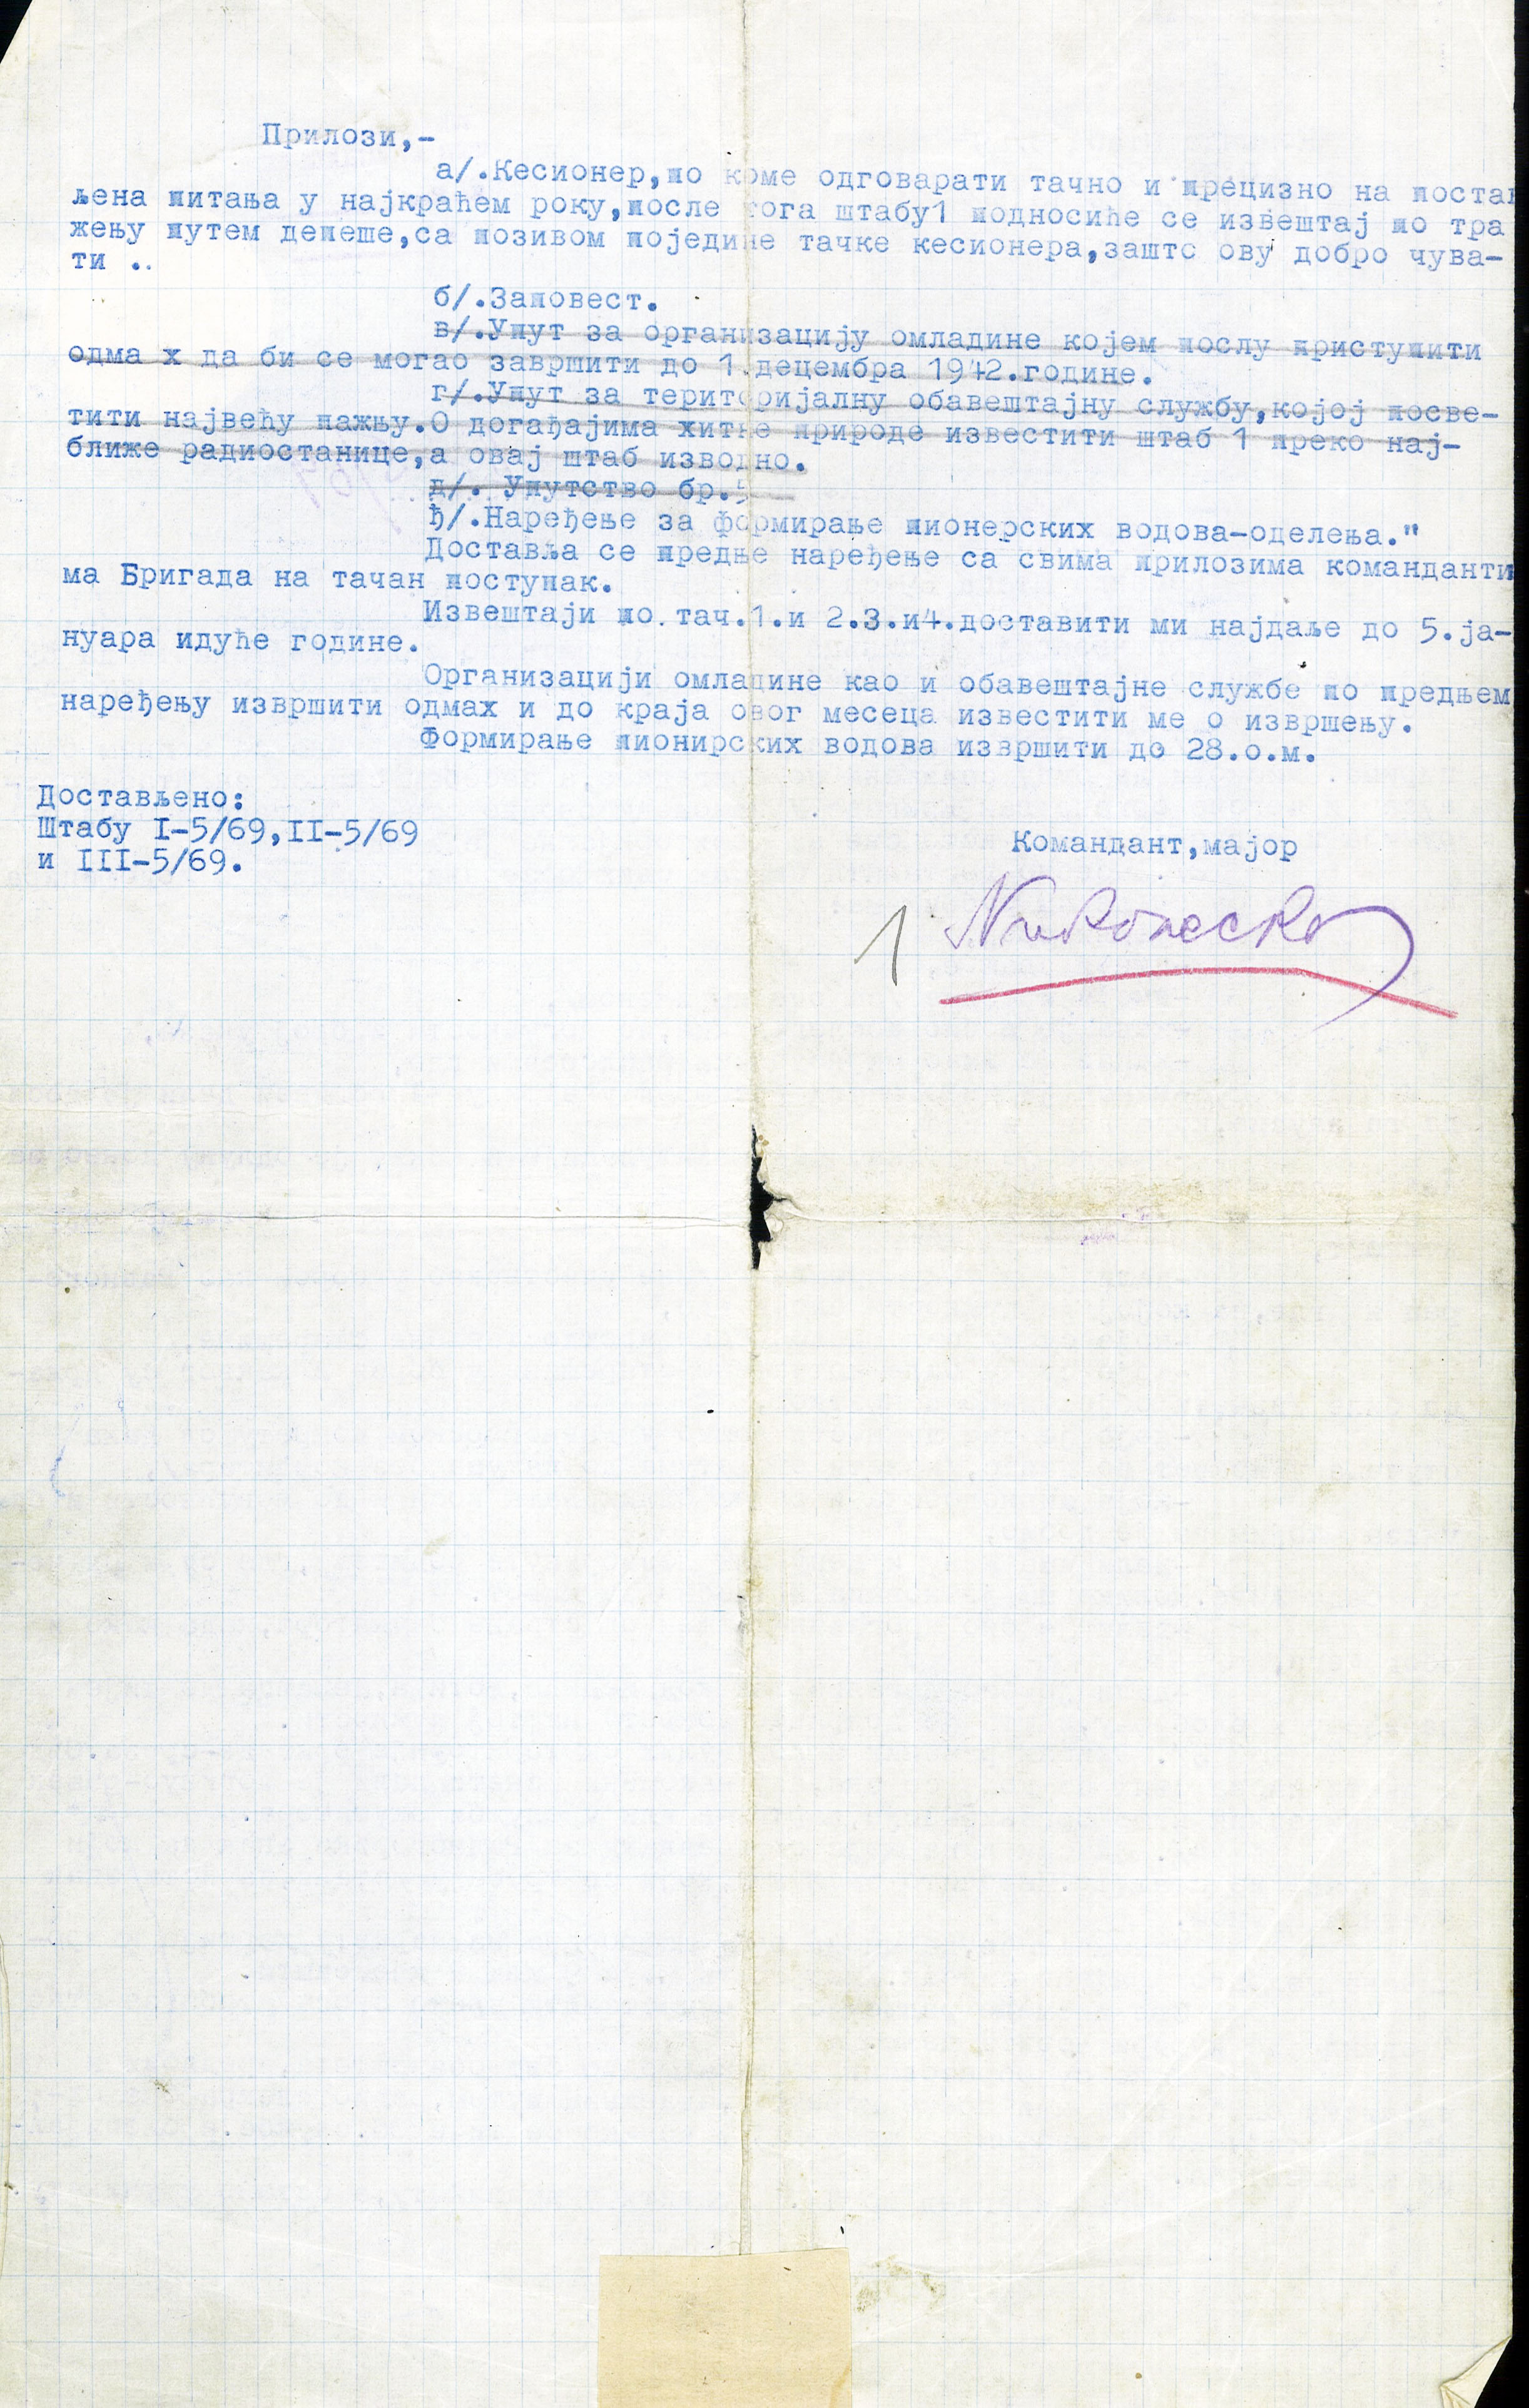 Прилози,-
а/.Кесионер,по коме одговарати тачно и прецизно на постав
љена питања у најкраћем року,после тога штабу1 подносиће се извештај по тра
жењу путем депеше,са позивом поједине тачке кесионера,зашто ову добро чува-
ти ..
б/.Заповест.
в/.Упут за организацију омладине којем послу приступити
одма х да би се могао завршити до 1.децембра 1942.године.
г/.Упут за територијалну обавештајну службу,којој посве-
тити највећу пажњу.О догађајима хитне природе известити штаб 1 преко нај-
ближе радиостанице,а овај штаб изводно.
д/. Упутство бр.5
ђ/.Наређење за формирање пионерских водова-оделења."
Доставља се предње наређење са свима прилозима команданти
ма Бригада на тачан поступак.
Извештаји по.тач.1.и 2.3.и4.доставити ми најдаље до 5.ја-
нуара идуће године.
Организацији омладине као и обавештајне службе по предњем
наређењу извршити одмах и до краја овог месеца известити ме о извршењу.
Формирање пионирских водова извршити до 28.о.м.
Достављено:
Штабу I-5/69,II-5/69
и III-5/69.
Командант,мајор
1